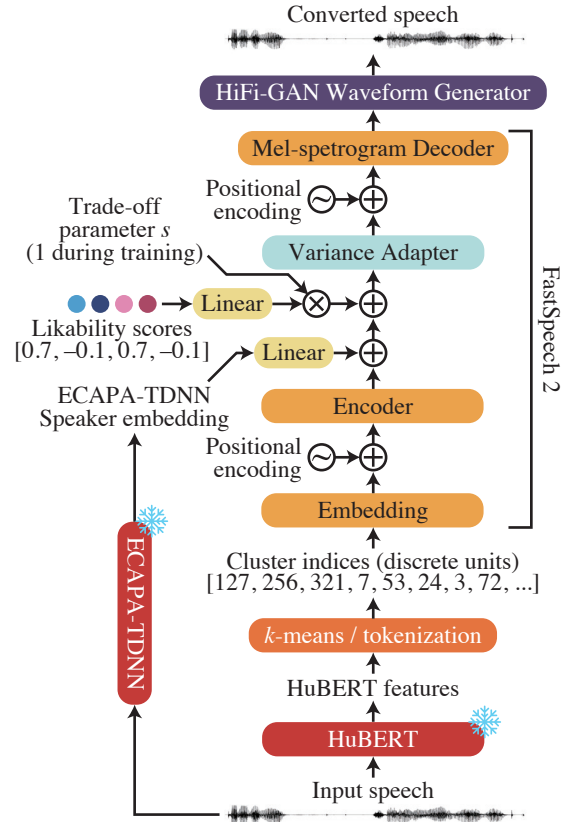 Converted speech
HiFi-GAN Waveform Generator
Mel-spetrogram Decoder
Positional
encoding
Trade-off
parameter s
(1 during training)
Variance Adapter
Linear
Likability scores
[0.7, –0.1, 0.7, –0.1]
Linear
ECAPA-TDNN
Speaker embedding
Encoder
FastSpeech 2
Positional
encoding
Embedding
Cluster indices (discrete units)
[127, 256, 321, 7, 53, 24, 3, 72, ...]
ECAPA-TDNN
k-means / tokenization
HuBERT features
HuBERT
Input speech